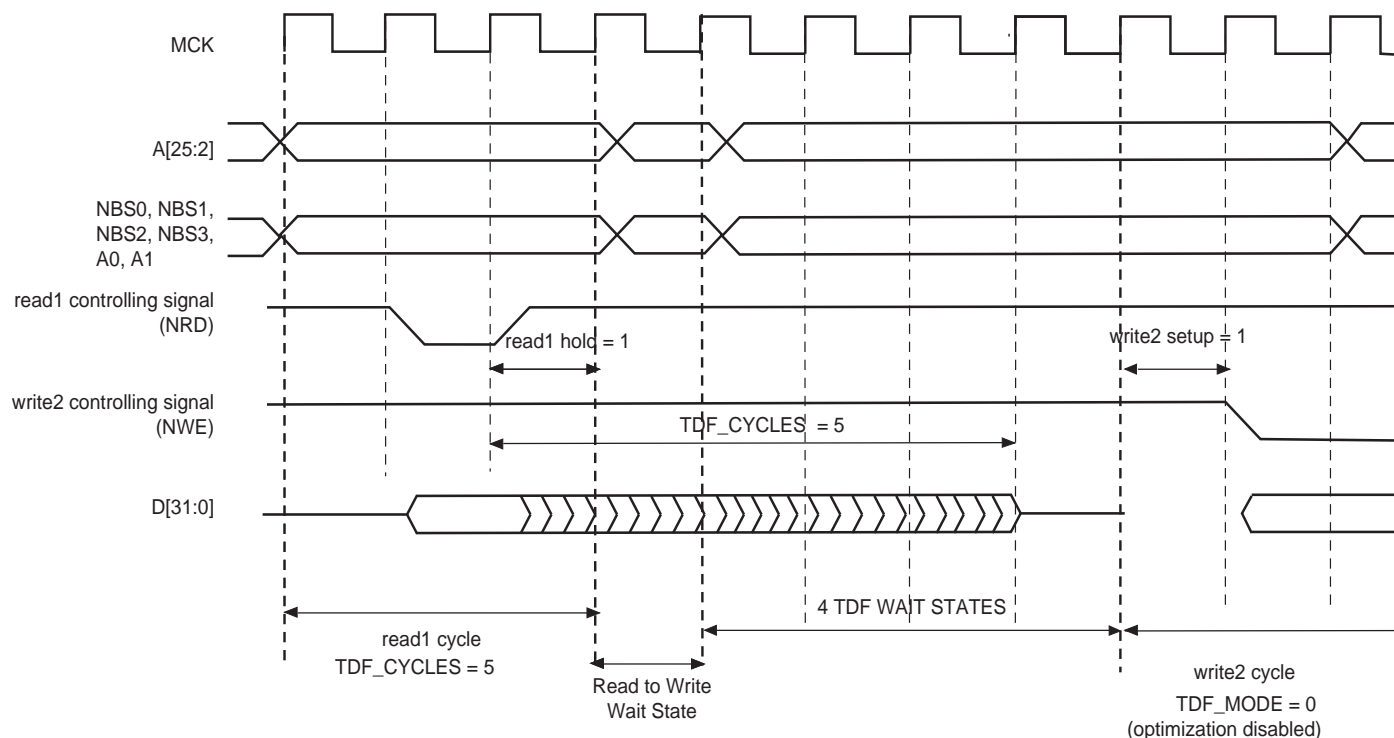 MCK
A[25:2]
NBS0, NBS1,
NBS2, NBS3,
A0, A1
read1 controlling signal
(NRD)
read1 hold = 1
write2 setup = 1
write2 controlling signal
(NWE)
TDF_CYCLES = 5
D[31:0]
4 TDF WAIT STATES
read1 cycle
TDF_CYCLES = 5
Read to Write
Wait State
write2 cycle
TDF_MODE = 0
(optimization disabled)